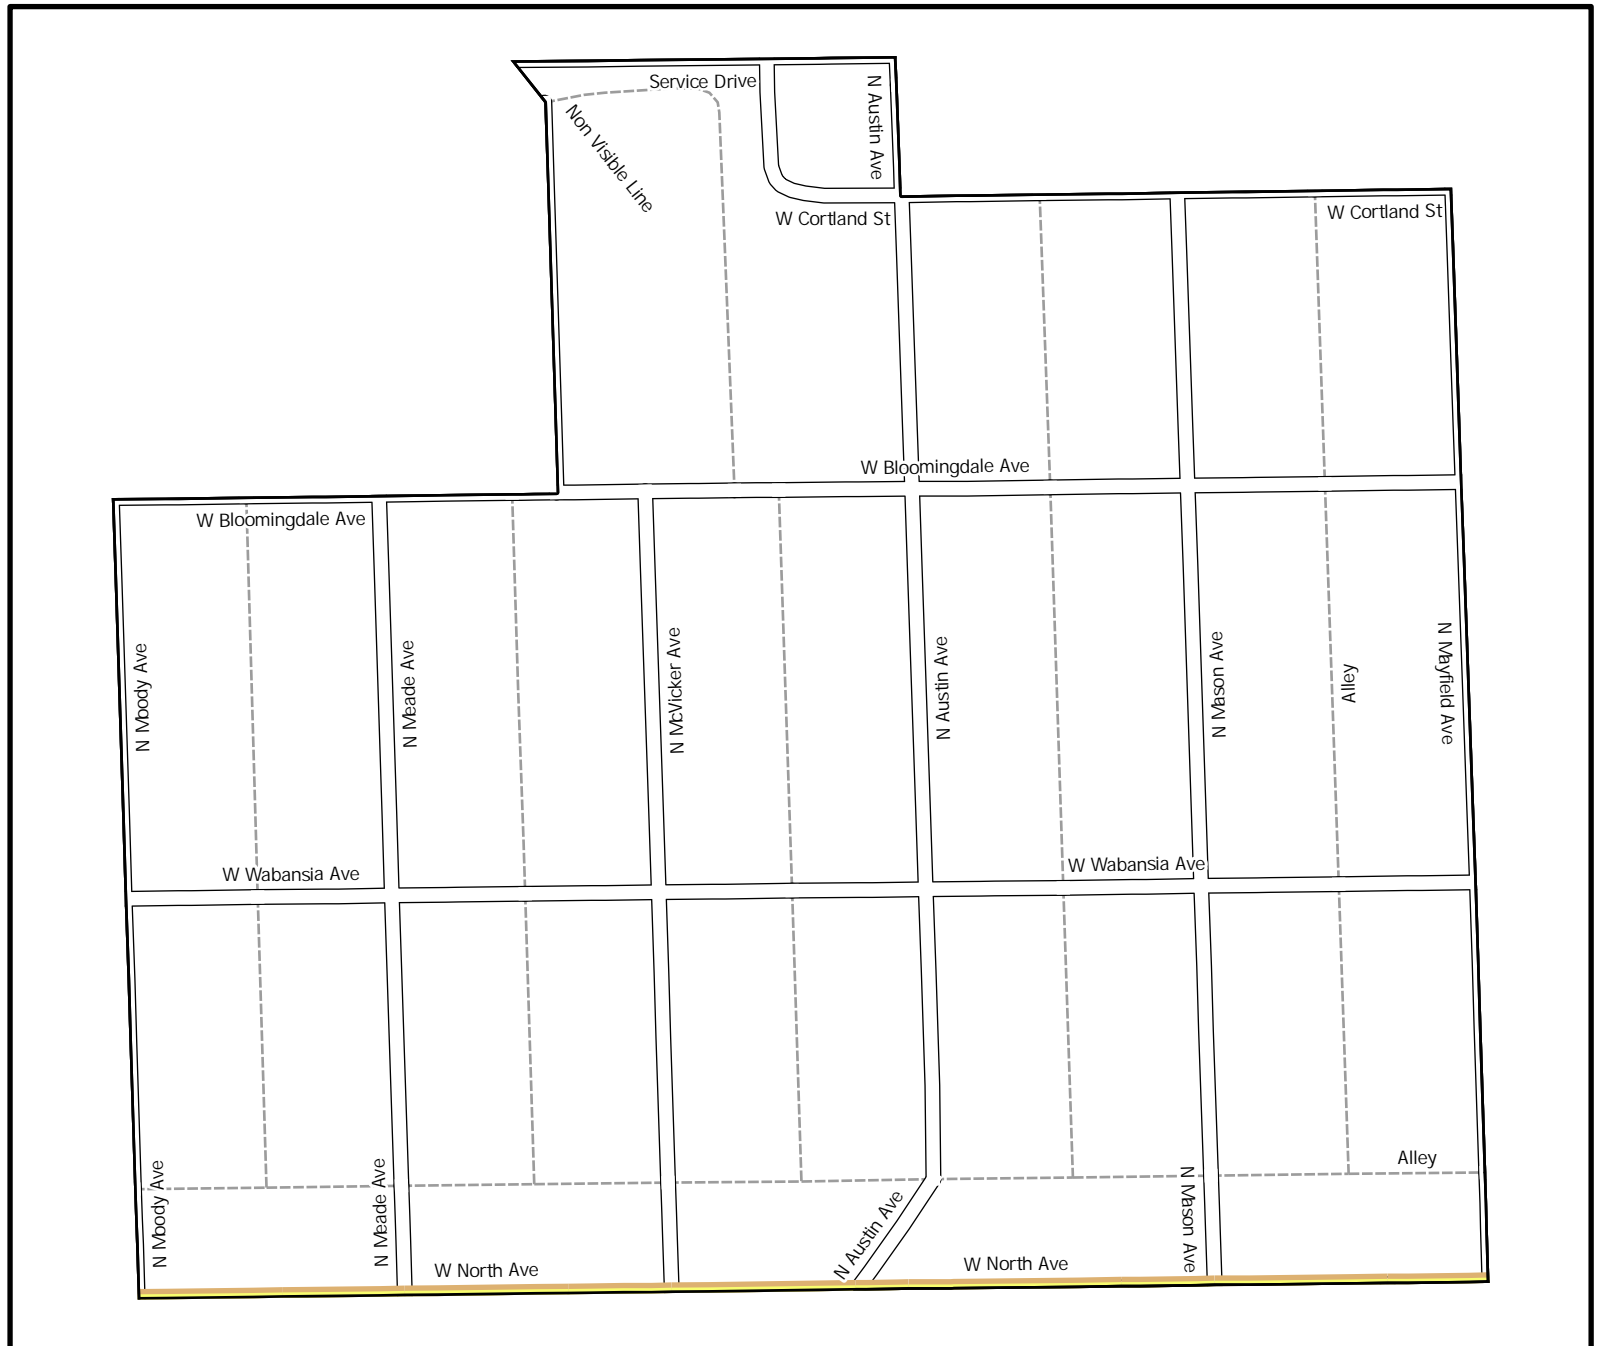 Service Drive
N Austin Ave
Non Visible Line
W Cortland St
W Cortland St
W Bloomingdale Ave
W Bloomingdale Ave
N Moody Ave
N Meade Ave
N McVicker Ave
N Austin Ave
N Mason Ave
Alley
N Mayfield Ave
W Wabansia Ave
W Wabansia Ave
Alley
N Moody Ave
N Meade Ave
N Austin Ave
N Mason Ave
W North Ave
W North Ave